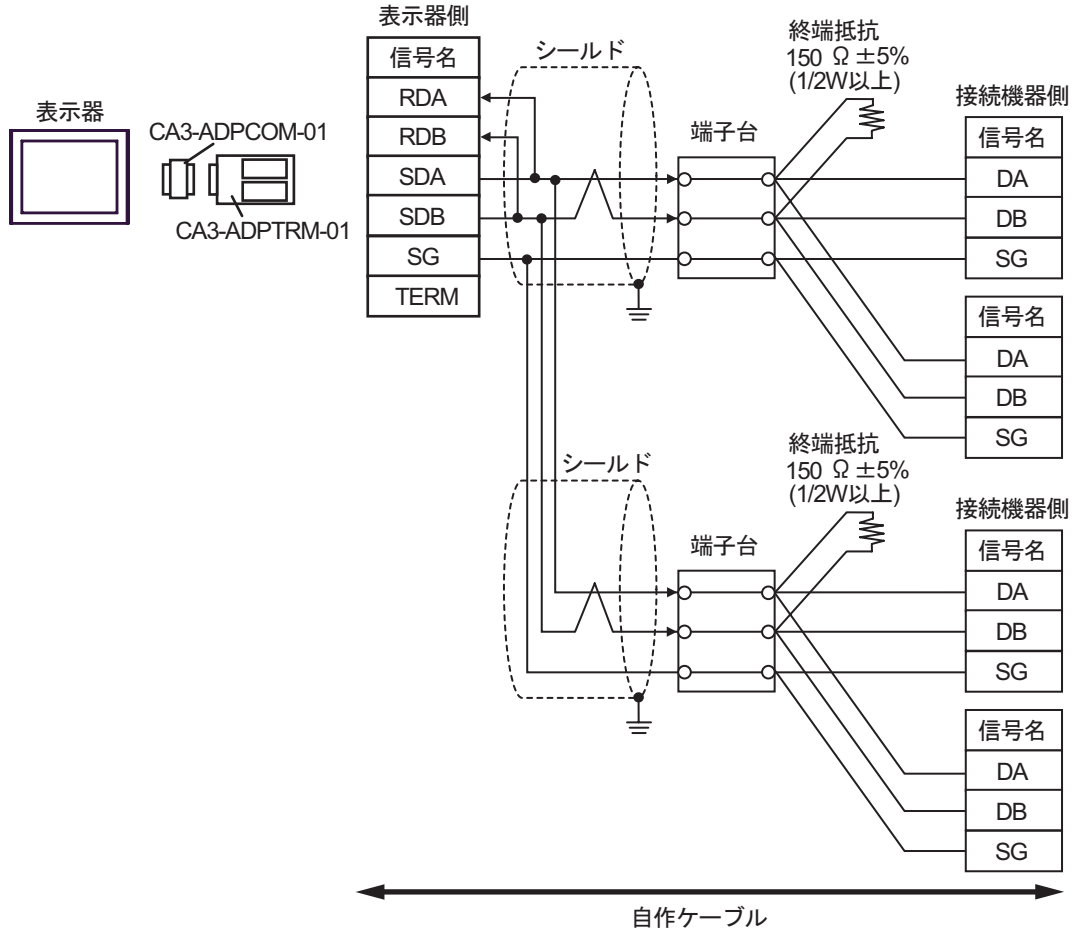 表示器
CA3-ADPCOM-01
CA3-ADPTRM-01
表示器側
信号名
RDA
RDB
SDA
SDB
SG
TERM
シールド
端子台
終端抵抗
150 Ω ±5%
(1/2W以上)
接続機器側
信号名
DA
DB
SG
信号名
DA
DB
SG
シールド
端子台
終端抵抗
150 Ω ±5%
(1/2W以上)
接続機器側
信号名
DA
DB
SG
信号名
DA
DB
SG
自作ケーブル